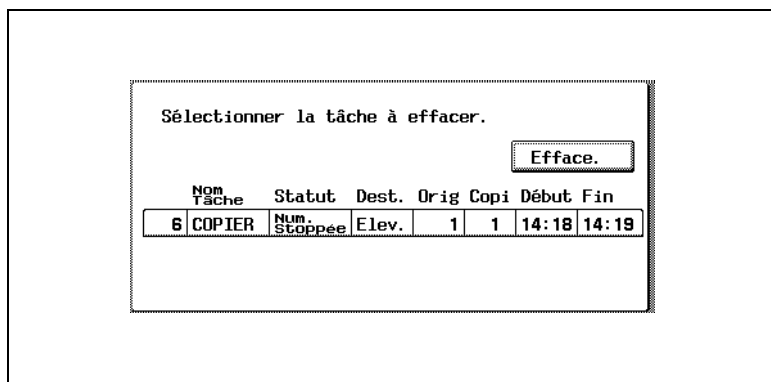 Sélectionner la tâche à effacer.
Efface.
Nom Tâche Statut Dest. Orig Copi Début Fin
6 COPIER Num. Stoppée Elev. 1 1 14:18 14:19